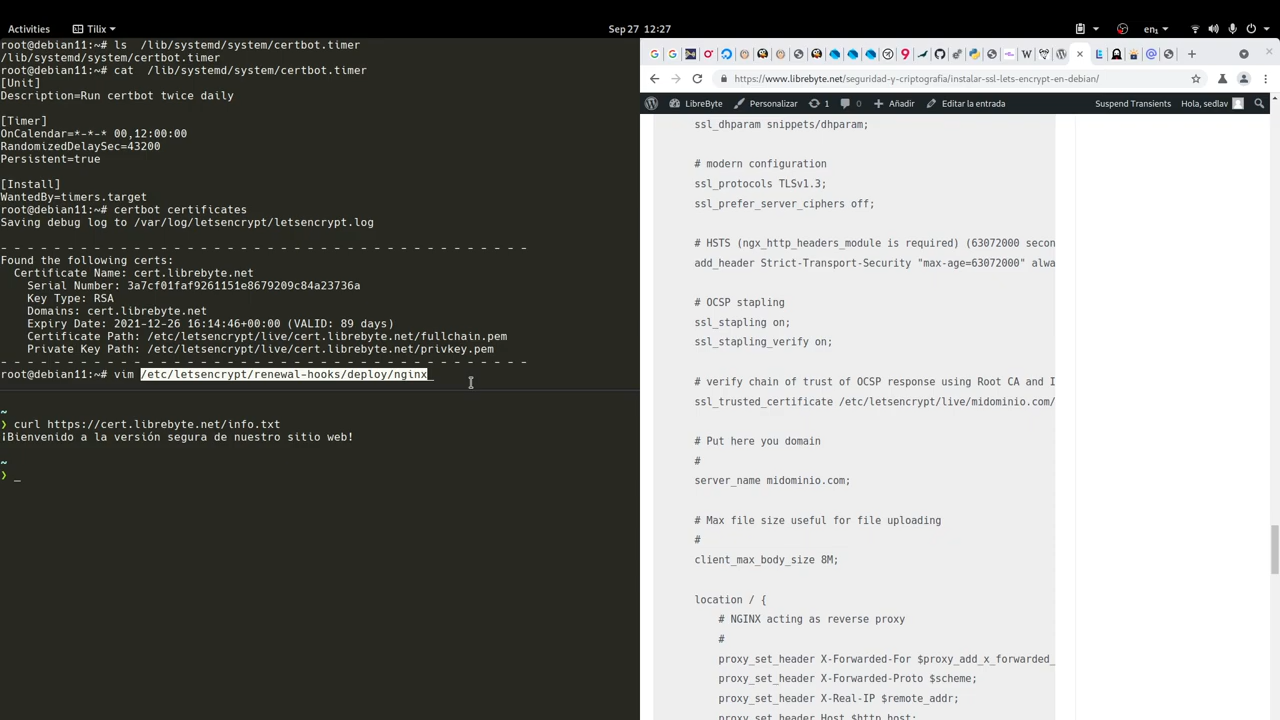 Activities
Tilix
Sep 27 12:27
en₁
root@debian11:~# ls  /lib/systemd/system/certbot.timer
/lib/systemd/system/certbot.timer
root@debian11:~# cat  /lib/systemd/system/certbot.timer
[Unit]
Description=Run certbot twice daily
[Timer]
OnCalendar=*-*-* 00,12:00:00
RandomizedDelaySec=43200
Persistent=true
[Install]
WantedBy=timers.target
root@debian11:~# certbot certificates
Saving debug log to /var/log/letsencrypt/letsencrypt.log
- - - - - - - - - - - - - - - - - - - - - - - - - - - - - - - - - - - - - - - -
Found the following certs:
Certificate Name: cert.librebyte.net
Serial Number: 3a7cf01faf9261151e8679209c84a23736a
Key Type: RSA
Domains: cert.librebyte.net
Expiry Date: 2021-12-26 16:14:46+00:00 (VALID: 89 days)
Certificate Path: /etc/letsencrypt/live/cert.librebyte.net/fullchain.pem
Private Key Path: /etc/letsencrypt/live/cert.librebyte.net/privkey.pem
- - - - - - - - - - - - - - - - - - - - - - - - - - - - - - - - - - - - - - - -
root@debian11:~# vim /etc/letsencrypt/renewal-hooks/deploy/nginx_
~
❯ curl https://cert.librebyte.net/info.txt
¡Bienvenido a la versión segura de nuestro sitio web!
~
❯ _
https://www.librebyte.net/seguridad-y-criptografia/instalar-ssl-lets-encrypt-en-debian/
LibreByte
Personalizar
1
0
Añadir
Editar la entrada
Suspend Transients
Hola, sedlav
ssl_dhparam snippets/dhparam;
# modern configuration
ssl_protocols TLSv1.3;
ssl_prefer_server_ciphers off;
# HSTS (ngx_http_headers_module is required) (63072000 secon
add_header Strict-Transport-Security "max-age=63072000" alwa
# OCSP stapling
ssl_stapling on;
ssl_stapling_verify on;
# verify chain of trust of OCSP response using Root CA and I
ssl_trusted_certificate /etc/letsencrypt/live/midominio.com/
# Put here you domain
#
server_name midominio.com;
# Max file size useful for file uploading
#
client_max_body_size 8M;
location / {
# NGINX acting as reverse proxy
#
proxy_set_header X-Forwarded-For $proxy_add_x_forwarded_
proxy_set_header X-Forwarded-Proto $scheme;
proxy_set_header X-Real-IP $remote_addr;
proxy_set_header Host $http_host;